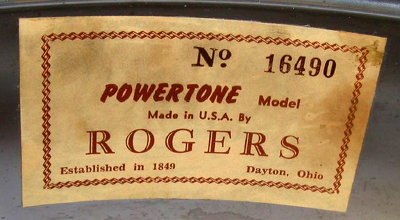 Nº 16490
POWERTONE Model
Made in U.S.A. By
ROGERS
Established in 1849 Dayton, Ohio